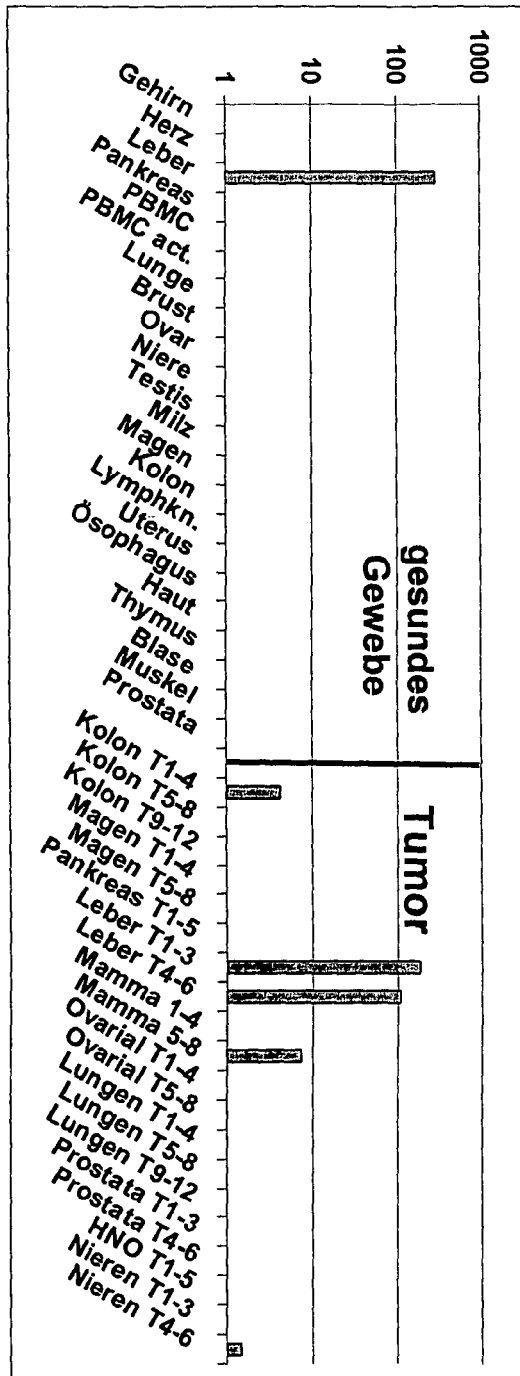 1000
100
10
1
gesundes
Gewebe
Tumor
Gehirn
Herz
Leber
Pankreas
PBMC
PBMC act.
Lunge
Brust
Ovar
Niere
Testis
Milz
Magen
Kolon
Lymphkn.
Uterus
Ösophagus
Haut
Thymus
Blase
Muskel
Prostata
Kolon T1-4
Kolon T5-8
Kolon T9-12
Magen T1-4
Magen T5-8
Pankreas T1-5
Leber T1-3
Leber T4-6
Mamma 1-4
Mamma 5-8
Ovarial T1-4
Ovarial T5-8
Lungen T1-4
Lungen T5-8
Lungen T9-12
Prostata T1-3
Prostata T4-6
HNO T1-5
Nieren T1-3
Nieren T4-6